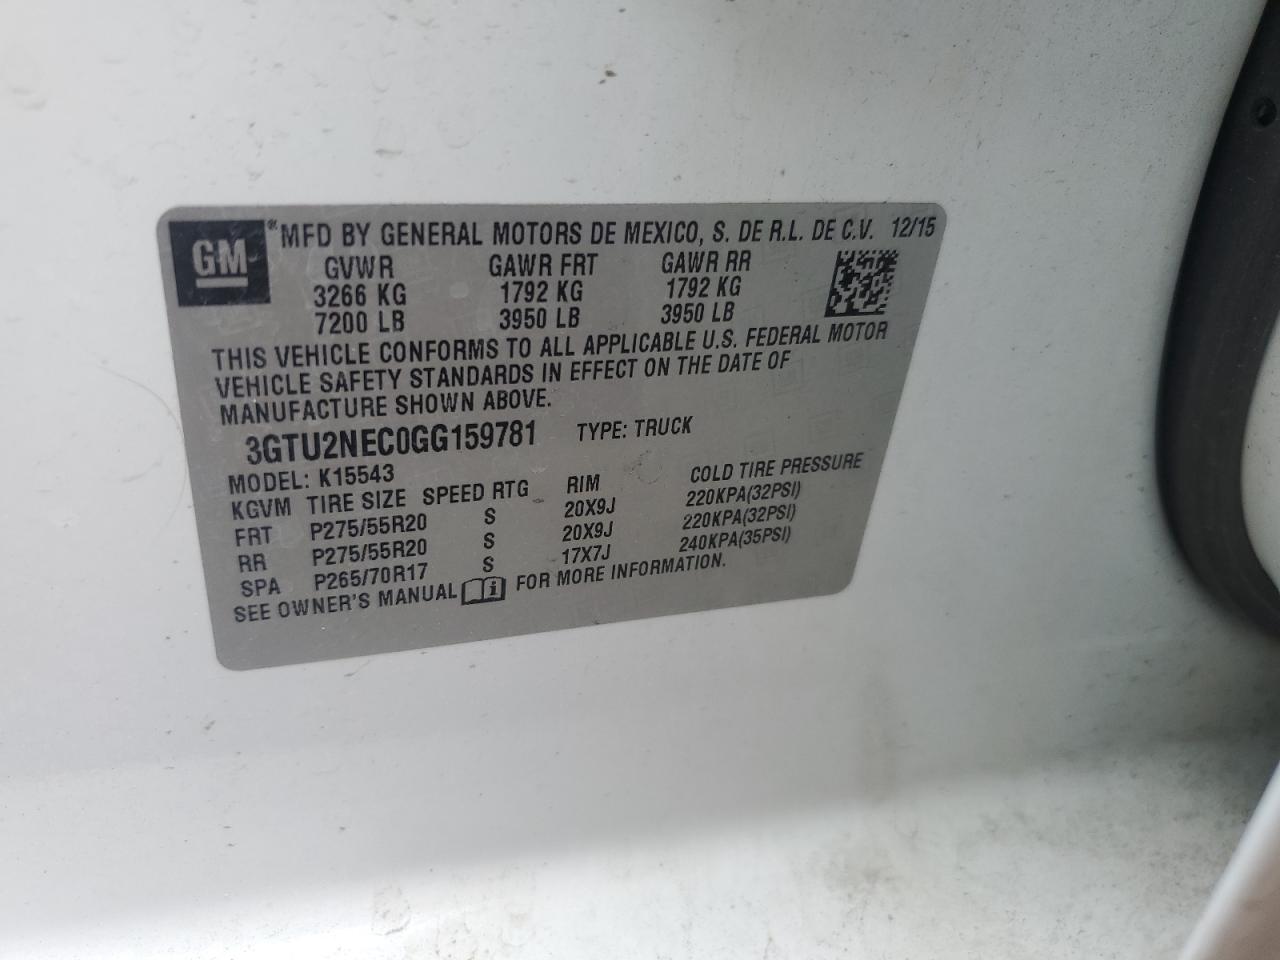 GM
MFD BY GENERAL MOTORS DE MEXICO, S. DE R.L. DE C.V. 12/15
GVWR GAWR FRT GAWR RR
3266 KG 1792 KG 1792 KG
7200 LB 3950 LB 3950 LB
THIS VEHICLE CONFORMS TO ALL APPLICABLE U.S. FEDERAL MOTOR
VEHICLE SAFETY STANDARDS IN EFFECT ON THE DATE OF
MANUFACTURE SHOWN ABOVE.
3GTU2NEC0GG159781 TYPE: TRUCK
MODEL: K15543
KGVM TIRE SIZE SPEED RTG RIM COLD TIRE PRESSURE
FRT P275/55R20 S 20X9J 220KPA(32PSI)
RR P275/55R20 S 20X9J 220KPA(32PSI)
SPA P265/70R17 S 17X7J 240KPA(35PSI)
SEE OWNER'S MANUAL i FOR MORE INFORMATION.